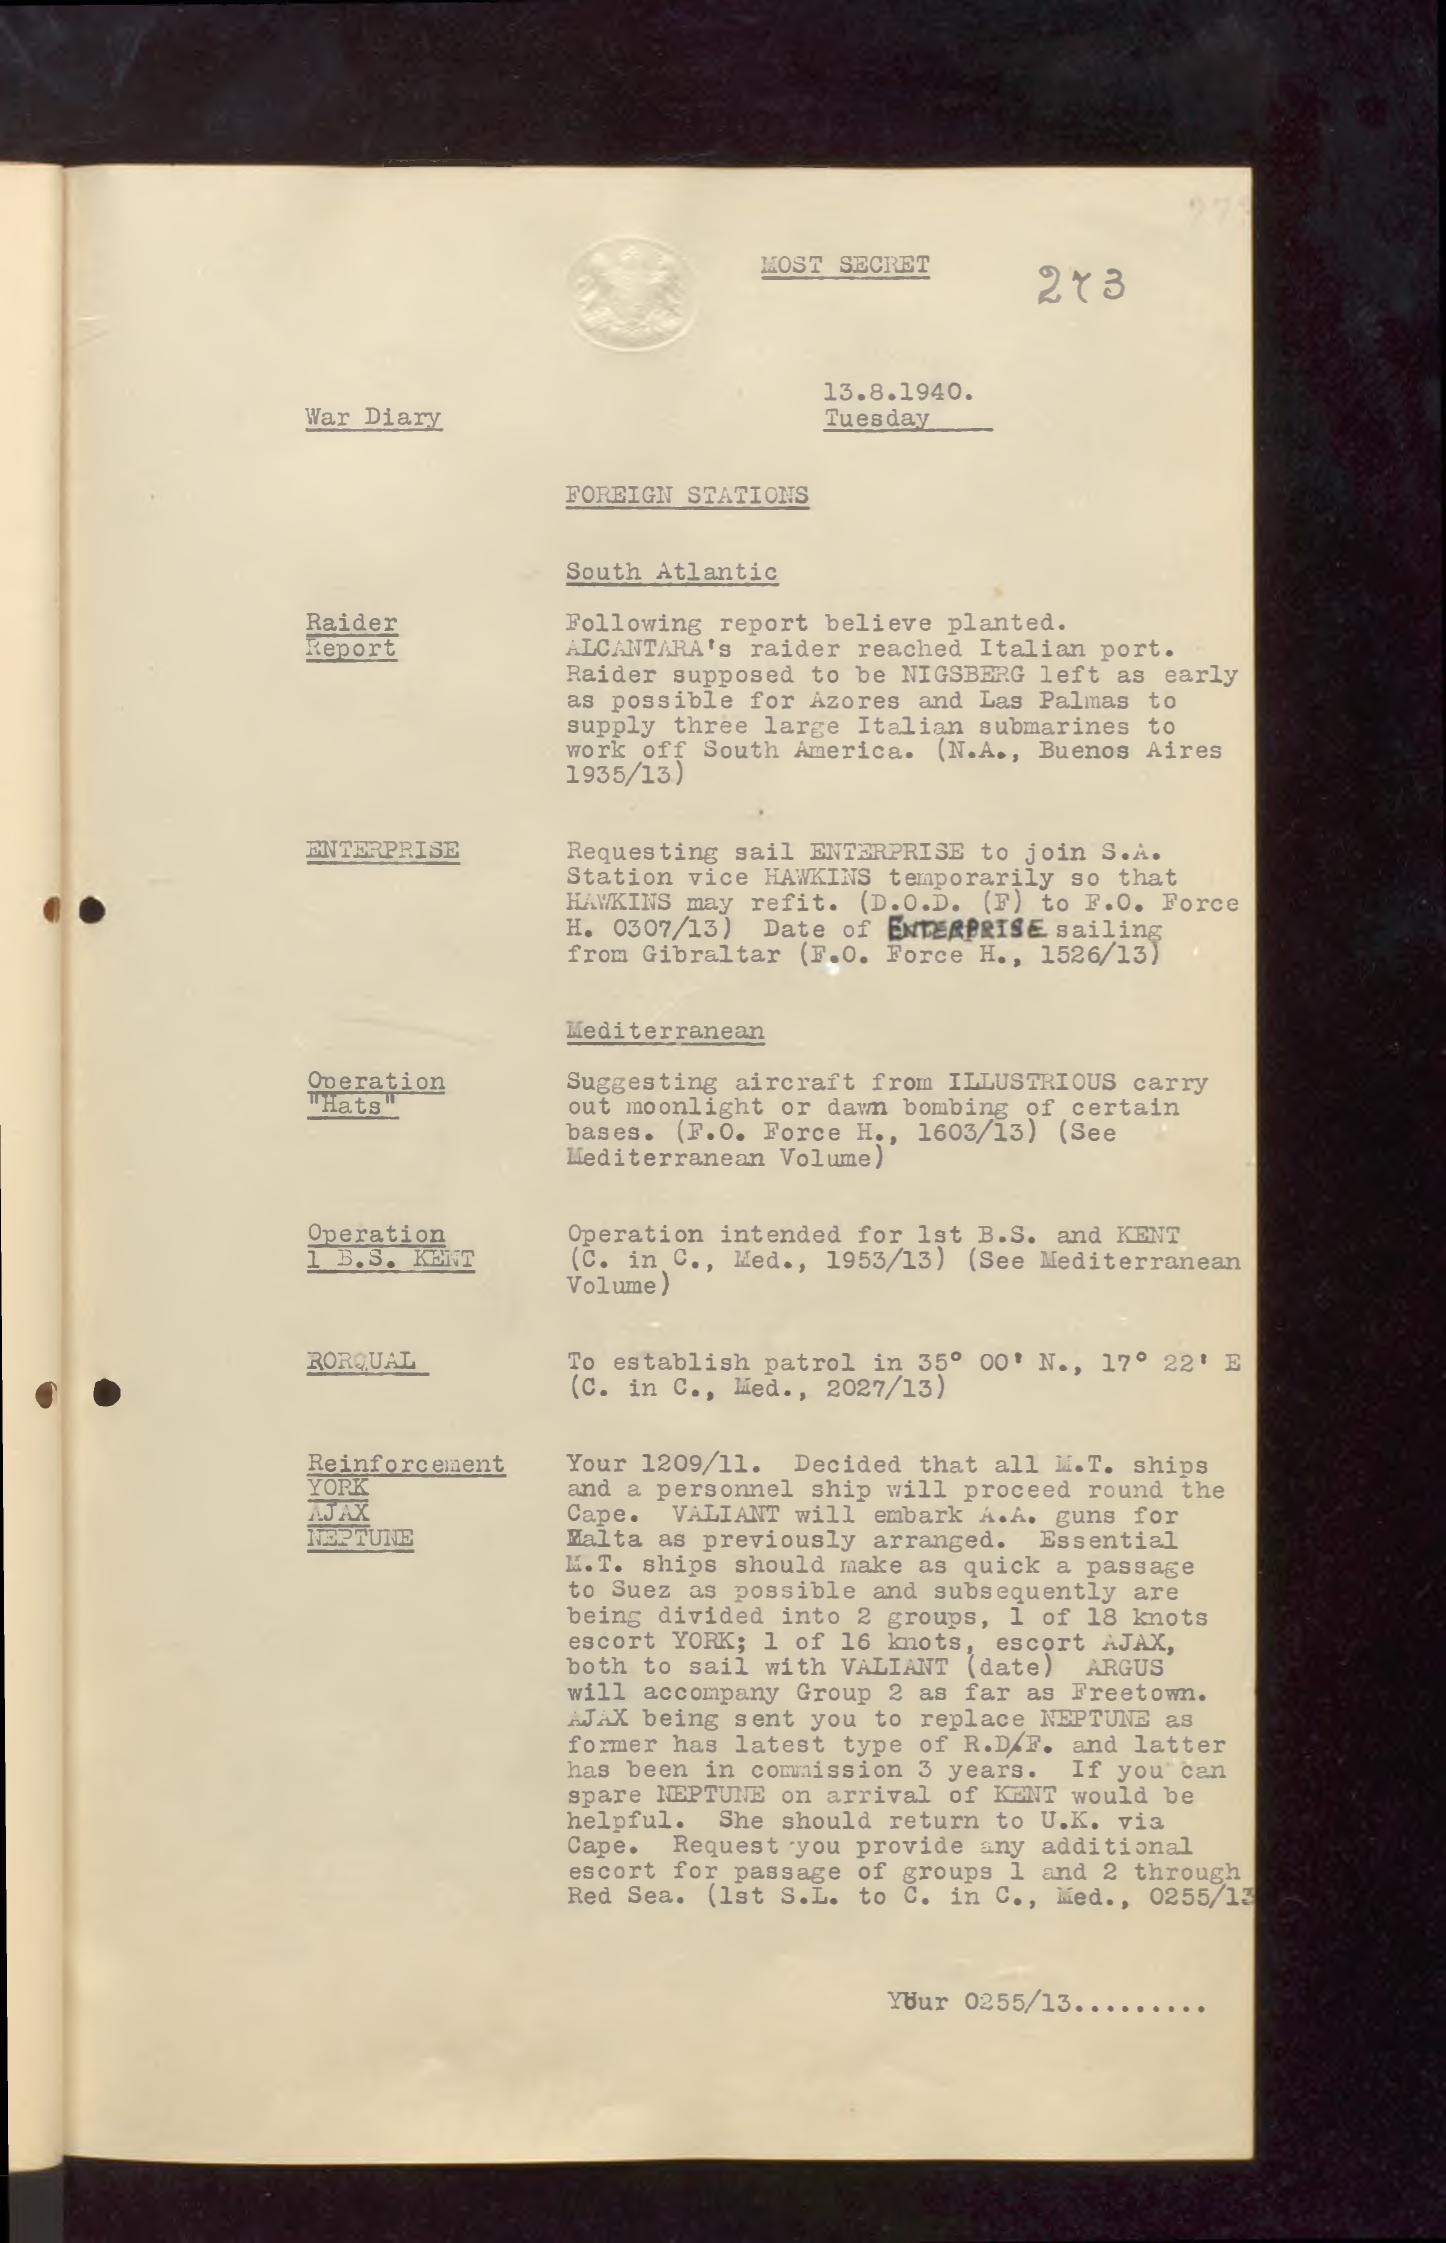 MOST SECRET
273
13.8.1940.
War Diary
Tuesday
FOREIGN STATIONS
South Atlantic
Raider
Report
Following report believe planted.
ALCANTARA's raider reached Italian port.
Raider supposed to be NIGSBERG left as early
as possible for Azores and Las Palmas to
supply three large Italian submarines to
work off South America. (N.A., Buenos Aires
1935/13)
ENTERPRISE
Requesting sail ENTERPRISE to join S.A.
Station vice HAWKINS temporarily so that
HAWKINS may refit. (D.O.D. (F) to F.O. Force
H. 0307/13) Date of ENTERPRISE sailing
from Gibraltar (F.O. Force H., 1526/13)
Mediterranean
Operation
"Hats"
Suggesting aircraft from ILLUSTRIOUS carry
out moonlight or dawn bombing of certain
bases. (F.O. Force H., 1603/13) (See
Mediterranean Volume)
Operation
1 B.S. KENT
Operation intended for 1st B.S. and KENT
(C. in C., Med., 1953/13) (See Mediterranean
Volume)
RORQUAL
To establish patrol in 35° 00' N., 17° 22' E
(C. in C., Med., 2027/13)
Reinforcement
YORK
AJAX
NEPTUNE
Your 1209/11. Decided that all M.T. ships
and a personnel ship will proceed round the
Cape. VALIANT will embark A.A. guns for
Malta as previously arranged. Essential
M.T. ships should make as quick a passage
to Suez as possible and subsequently are
being divided into 2 groups, 1 of 18 knots
escort YORK; 1 of 16 knots, escort AJAX,
both to sail with VALIANT (date) ARGUS
will accompany Group 2 as far as Freetown.
AJAX being sent you to replace NEPTUNE as
former has latest type of R.D/F. and latter
has been in commission 3 years. If you can
spare NEPTUNE on arrival of KENT would be
helpful. She should return to U.K. via
Cape. Request you provide any additional
escort for passage of groups 1 and 2 through
Red Sea. (1st S.L. to C. in C., Med., 0255/13
Your 0255/13.........